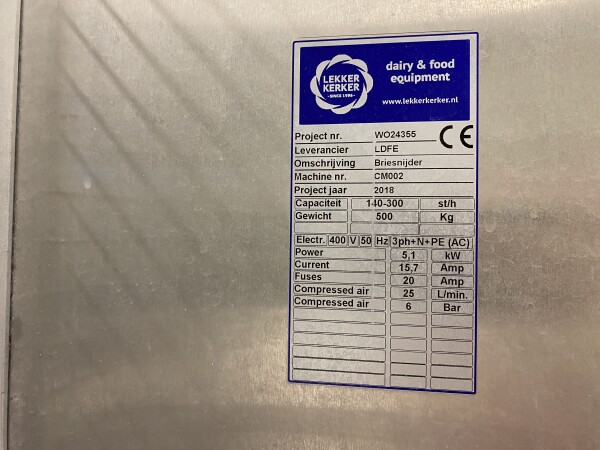 LEKKER
KERKER
SINCE 1996
dairy & food
equipment
www.lekkerkerker.nl
Project nr. WO24355 CE
Leverancier LDFE
Omschrijving Briesnijder
Machine nr. CM002
Project jaar 2018
Capaciteit 140-300 st/h
Gewicht 500 Kg
Electr. 400 V 50 Hz 3ph+N+PE (AC)
Power 5,1 kW
Current 15,7 Amp
Fuses 20 Amp
Compressed air 25 L/min.
Compressed air 6 Bar